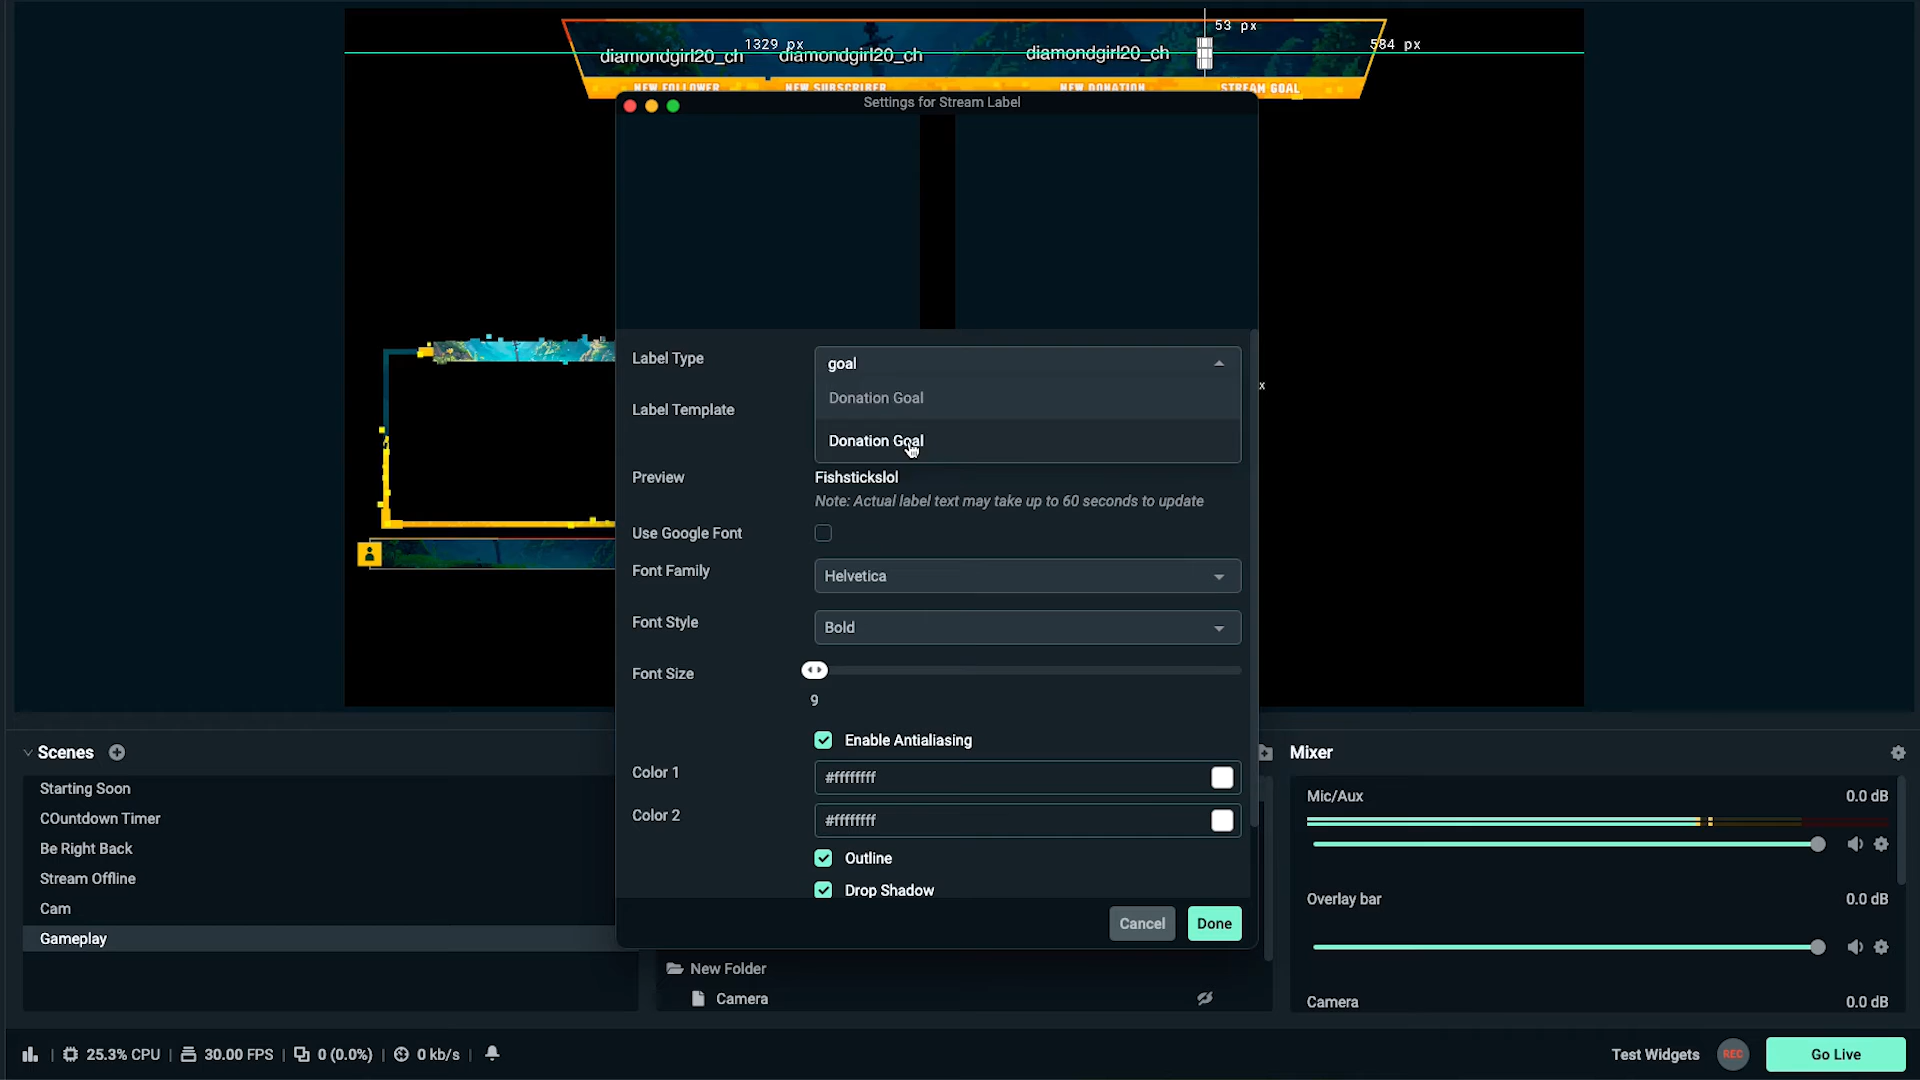 53 px
1329 px
584 px
diamondgirl20_ch
diamondgirl20_ch
diamondgirl20_ch
NEW FOLLOWER
NEW SUBSCRIBER
NEW DONATION
STREAM GOAL
Settings for Stream Label
Label Type
goal
Donation Goal
Label Template
Donation Goal
x
Preview
Fishstickslol
Note: Actual label text may take up to 60 seconds to update
Use Google Font
Font Family
Helvetica
Font Style
Bold
Font Size
9
Enable Antialiasing
Color 1
#ffffffff
Color 2
#ffffffff
Outline
Drop Shadow
Cancel
Done
Scenes
Starting Soon
COuntdown Timer
Be Right Back
Stream Offline
Cam
Gameplay
New Folder
Camera
Mixer
Mic/Aux
0.0 dB
Overlay bar
0.0 dB
Camera
0.0 dB
25.3% CPU
30.00 FPS
0 (0.0%)
0 kb/s
Test Widgets
REC
Go Live